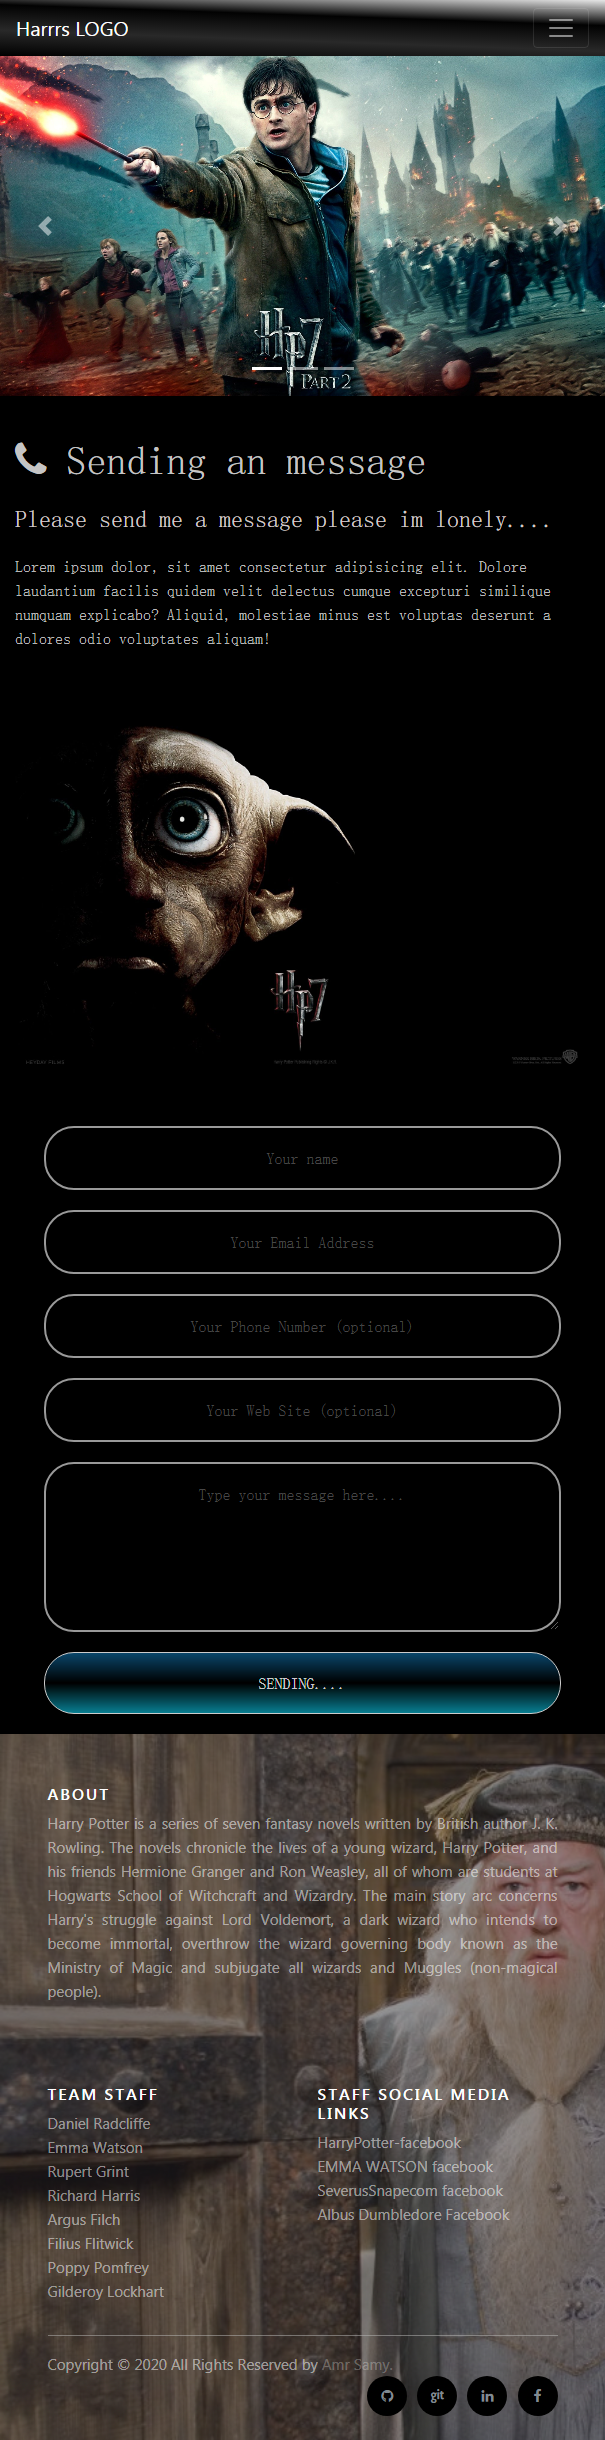 Harrrs LOGO
HP7
PART 2
Sending an message
Please send me a message please im lonely....
Lorem ipsum dolor, sit amet consectetur adipisicing elit. Dolore
laudantium facilis quidem velit delectus cumque excepturi similique
numquam explicabo? Aliquid, molestiae minus est voluptas deserunt a
dolores odio voluptates aliquam!
HP7
HEYDAY FILMS
Your name
Your Email Address
Your Phone Number (optional)
Your Web Site (optional)
Type your message here....
SENDING....
ABOUT
Harry Potter is a series of seven fantasy novels written by British author J. K.
Rowling. The novels chronicle the lives of a young wizard, Harry Potter, and
his friends Hermione Granger and Ron Weasley, all of whom are students at
Hogwarts School of Witchcraft and Wizardry. The main story arc concerns
Harry's struggle against Lord Voldemort, a dark wizard who intends to
become immortal, overthrow the wizard governing body known as the
Ministry of Magic and subjugate all wizards and Muggles (non-magical
people).
TEAM STAFF
Daniel Radcliffe
Emma Watson
Rupert Grint
Richard Harris
Argus Filch
Filius Flitwick
Poppy Pomfrey
Gilderoy Lockhart
STAFF SOCIAL MEDIA
LINKS
HarryPotter-facebook
EMMA WATSON facebook
SeverusSnapecom facebook
Albus Dumbledore Facebook
Copyright © 2020 All Rights Reserved by Amr Samy.
git
in
f